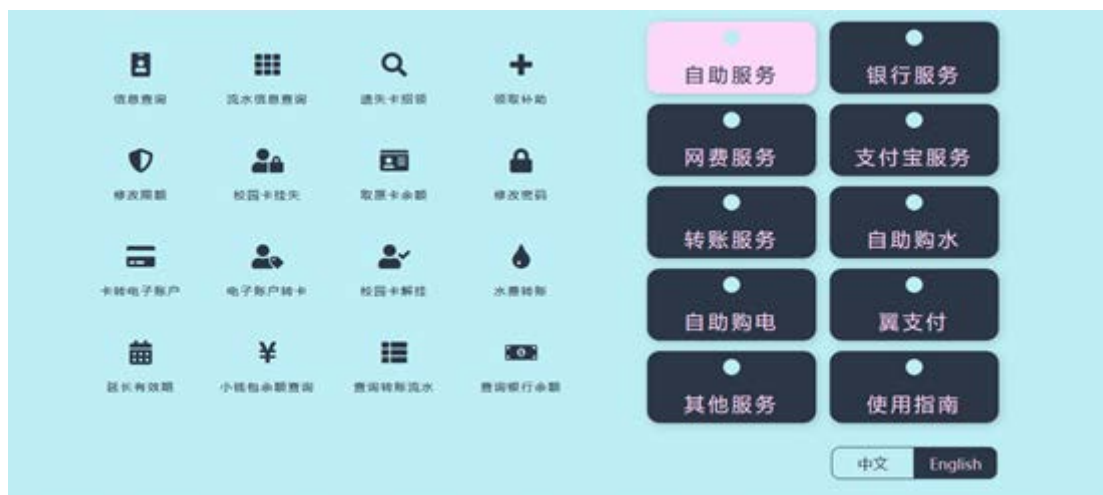 信息查询
流水信息查询
遗失卡招领
领取补助
修改限额
校园卡挂失
取原卡余额
修改密码
卡转电子账户
电子账户转卡
校园卡解挂
水费转账
延长有效期
小钱包余额查询
查询转账流水
查询银行余额
自助服务
银行服务
网费服务
支付宝服务
转账服务
自助购水
自助购电
翼支付
其他服务
使用指南
中文
English